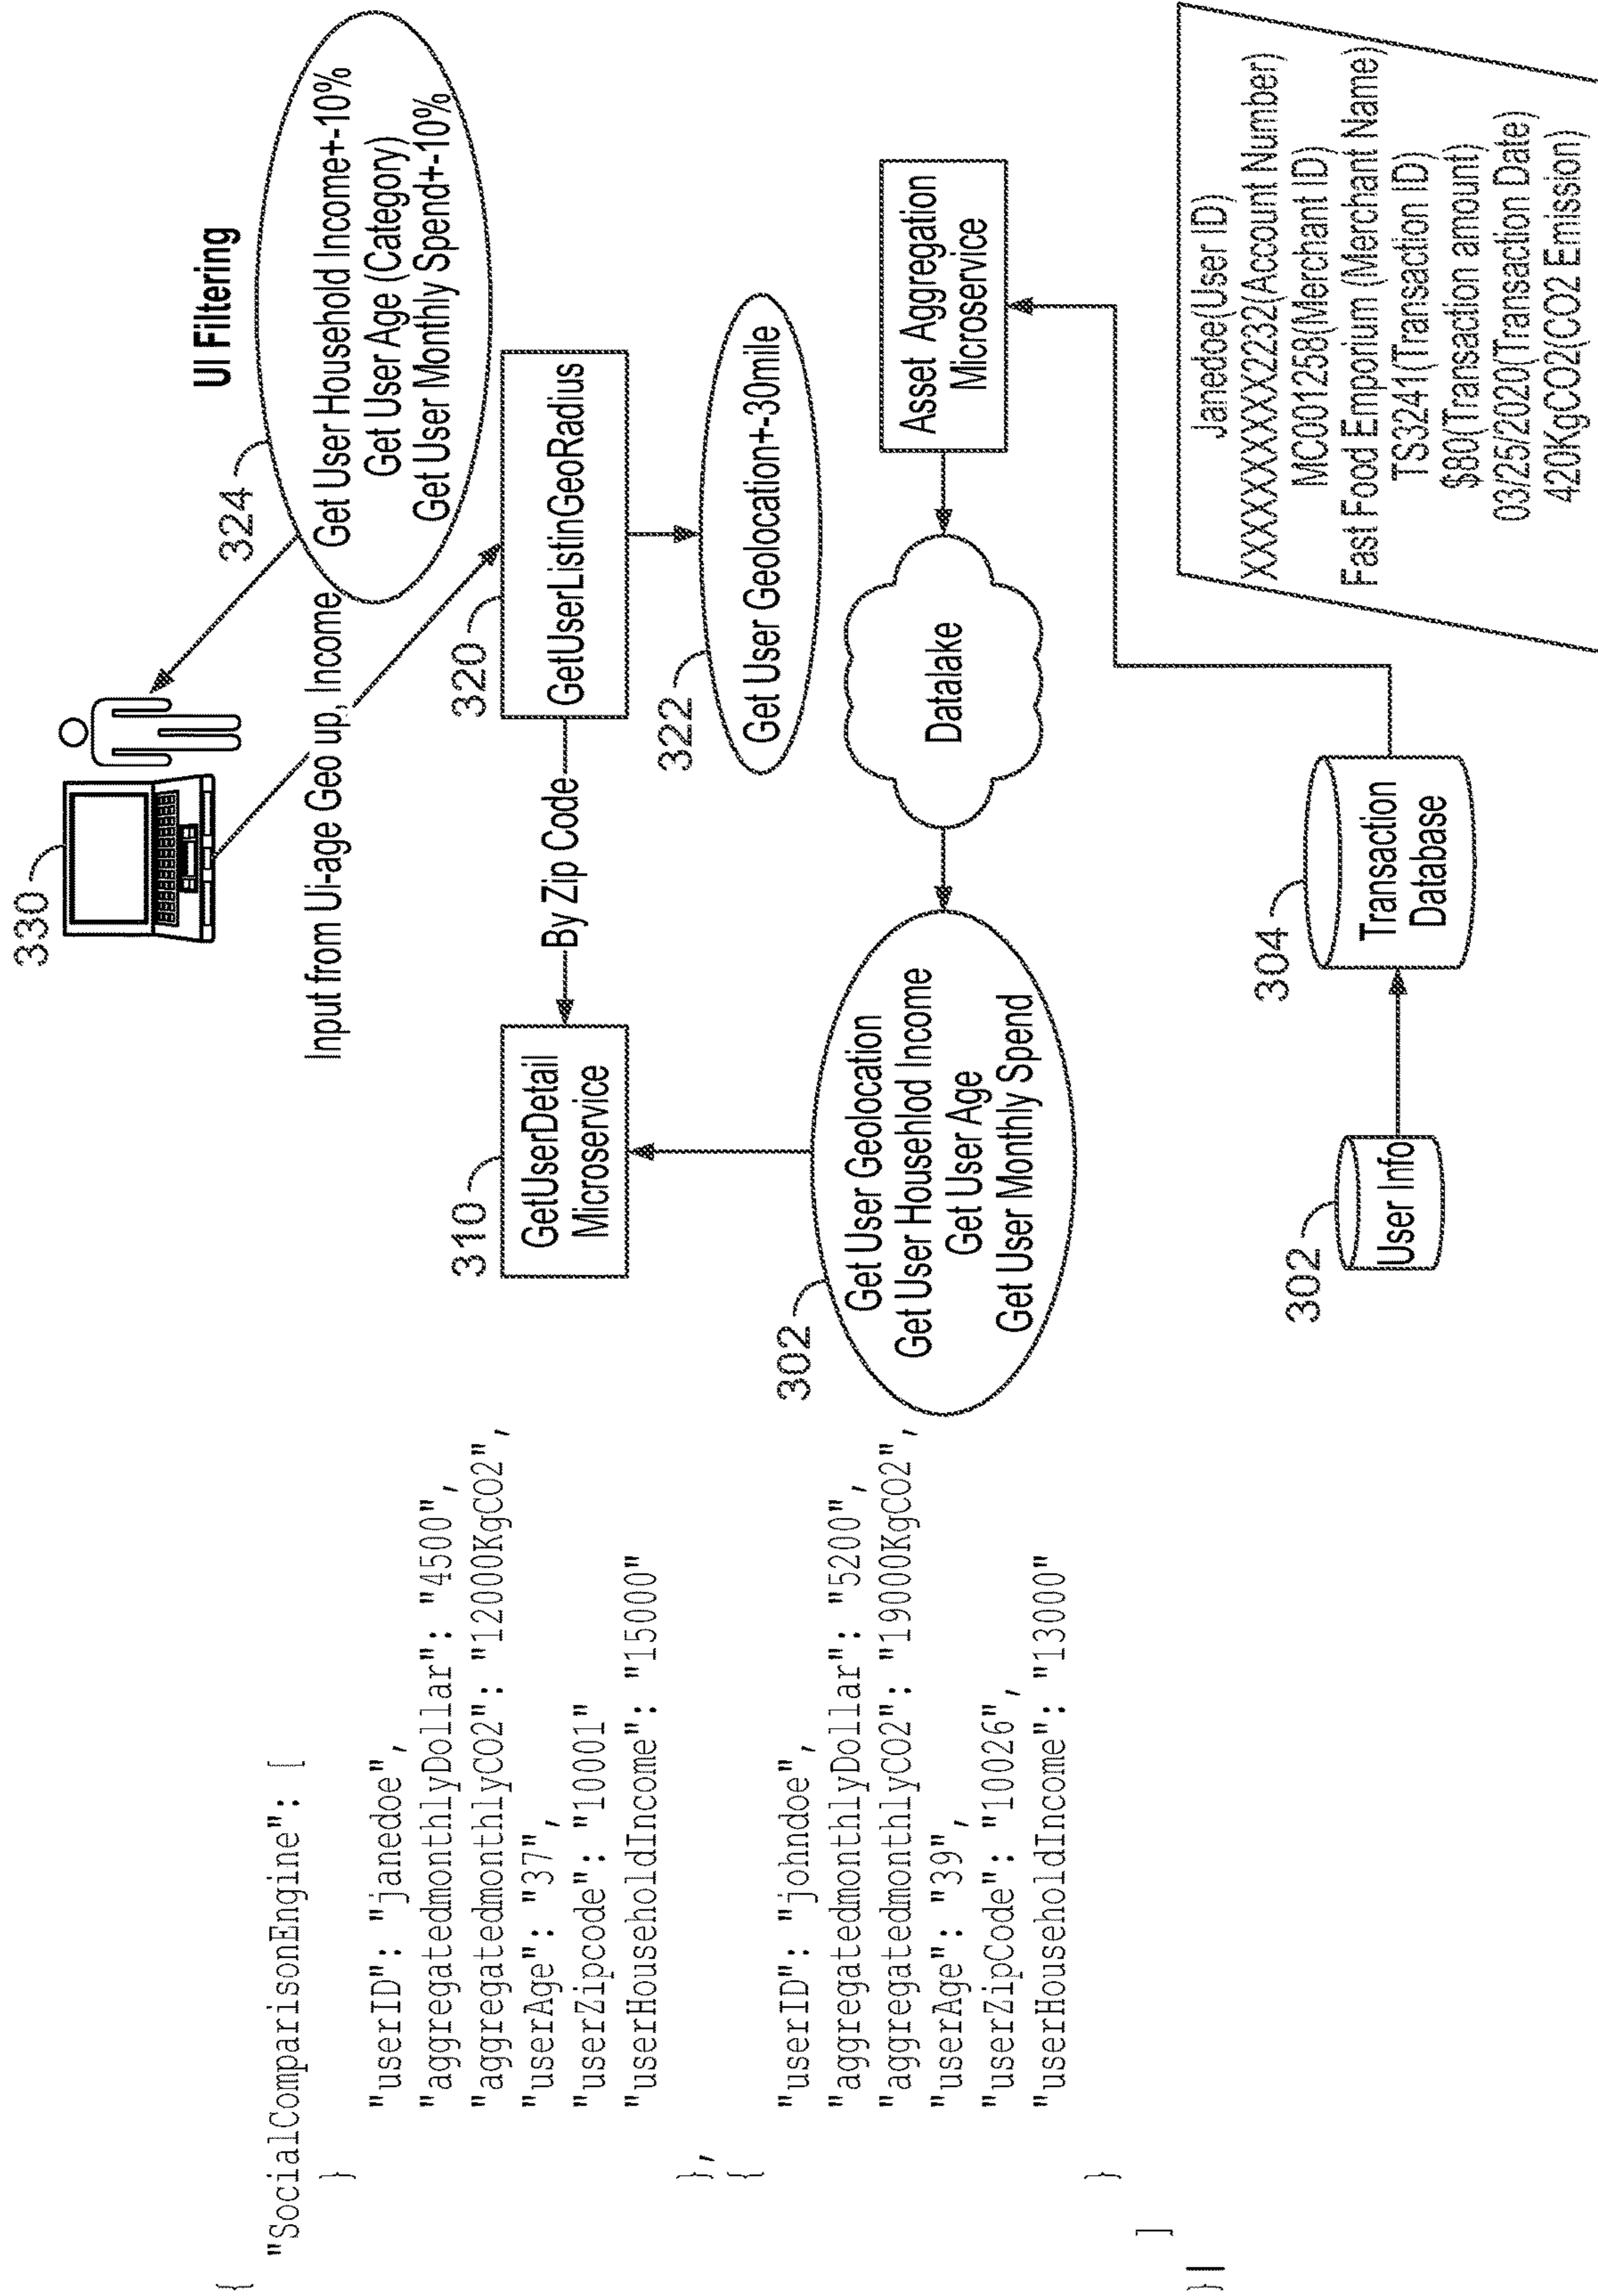 {
"SocialComparisonEngine": [
}
"userID": "janedoe",
"aggregatedmonthlyDollar": "4500",
"aggregatedmonthlyCO2": "12000KgCO2",
"userAge": "37",
"userZipcode": "10001"
"userHouseholdIncome": "15000"
},
{
"userID": "johndoe",
"aggregatedmonthlyDollar": "5200",
"aggregatedmonthlyCO2": "19000KgCO2",
"userAge": "39",
"userZipCode": "10026",
"userHouseholdIncome": "13000"
}
]
}|
330
Input from Ui-age Geo up, Income
UI Filtering
324
Get User Household Income+-10%
Get User Age (Category)
Get User Monthly Spend+-10%
310
GetUserDetail
Microservice
By Zip Code
320
GetUserListinGeoRadius
322
Get User Geolocation+-30mile
302
Get User Geolocation
Get User Househlod Income
Get User Age
Get User Monthly Spend
Datalake
Asset Aggregation
Microservice
302
User Info
304
Transaction
Database
Janedoe(User ID)
XXXXXXXXXXX2232(Account Number)
MC001258(Merchant ID)
Fast Food Emporium (Merchant Name)
TS3241(Transaction ID)
$80(Transaction amount)
03/25/2020(Transaction Date)
420KgCO2(CO2 Emission)